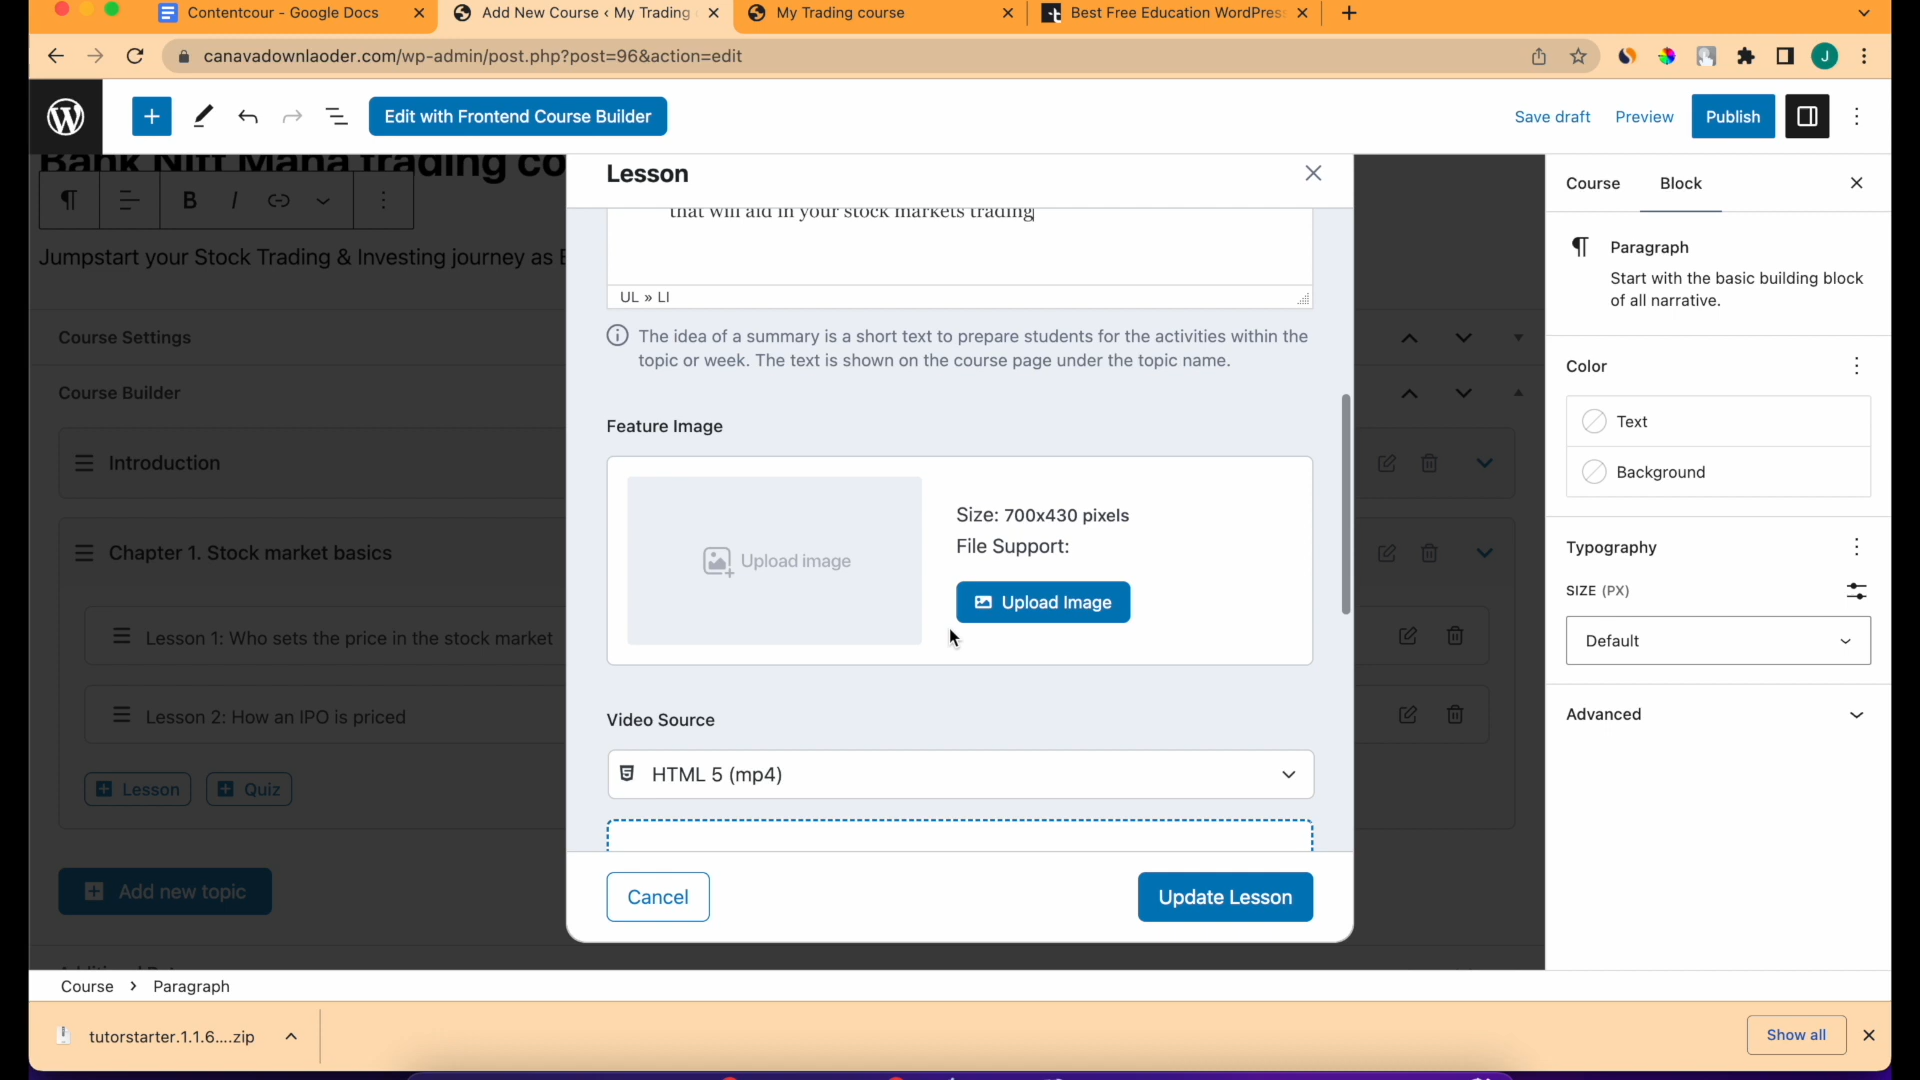 Contentcour - Google Docs
Add New Course ‹ My Trading
My Trading course
Best Free Education WordPress
canavadownlaoder.com/wp-admin/post.php?post=96&action=edit
J
Edit with Frontend Course Builder
Save draft
Preview
Publish
Bank Nift Maha trading co
B I
Jumpstart your Stock Trading & Investing journey as
Course Settings
Course Builder
Introduction
Chapter 1. Stock market basics
Lesson 1: Who sets the price in the stock market
Lesson 2: How an IPO is priced
Lesson
Quiz
Add new topic
Lesson
that will aid in your stock markets trading
UL » LI
The idea of a summary is a short text to prepare students for the activities within the
topic or week. The text is shown on the course page under the topic name.
Feature Image
Upload image
Size: 700x430 pixels
File Support:
Upload Image
Video Source
HTML 5 (mp4)
Cancel
Update Lesson
Course
Block
Paragraph
Start with the basic building block
of all narrative.
Color
Text
Background
Typography
SIZE (PX)
Default
Advanced
Course > Paragraph
tutorstarter.1.1.6....zip
Show all